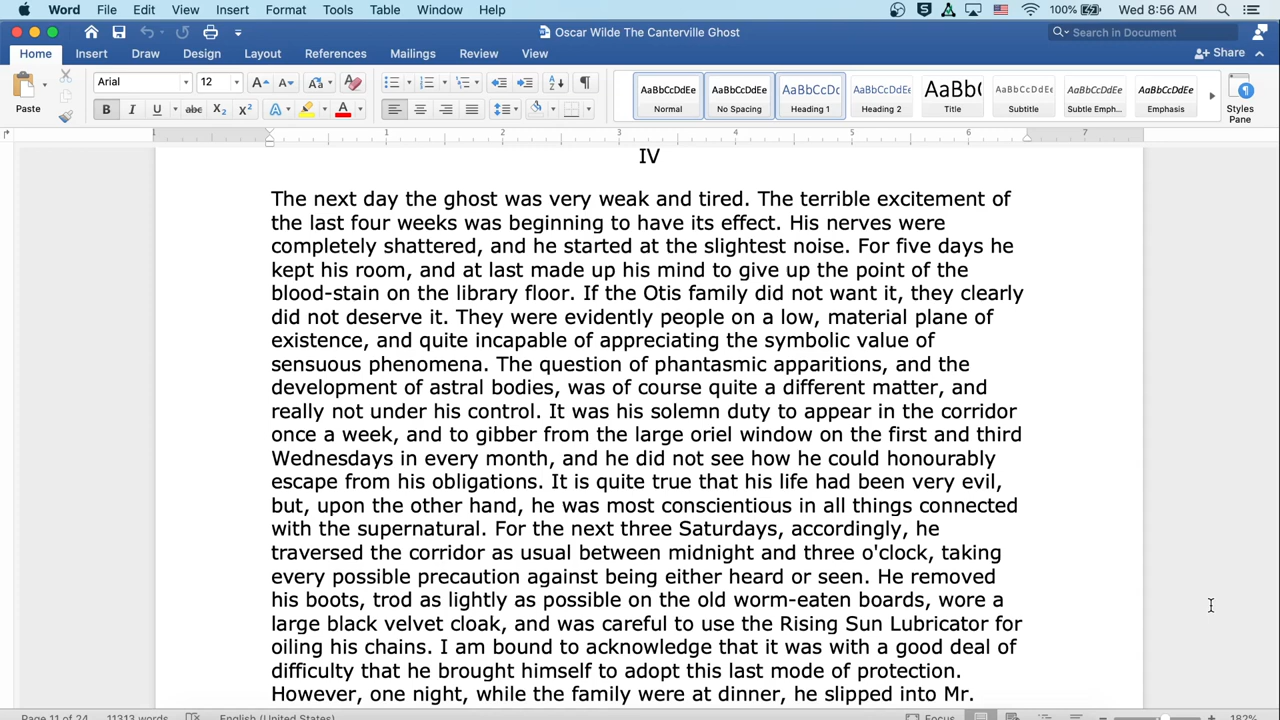 Word File Edit View Insert Format Tools Table Window Help 100% Wed 8:56 AM
Oscar Wilde The Canterville Ghost Search in Document
Home Insert Draw Design Layout References Mailings Review View Share
Paste Arial 12 AaBbCcDdEe AaBbCcDdEe AaBbCcDc AaBbCcDdEe AaBbC AaBbCcDdEe AaBbCcDdEe AaBbCcDdEe
Normal No Spacing Heading 1 Heading 2 Title Subtitle Subtle Emph... Emphasis Styles Pane
1 1 2 3 4 5 6 7
IV
The next day the ghost was very weak and tired. The terrible excitement of
the last four weeks was beginning to have its effect. His nerves were
completely shattered, and he started at the slightest noise. For five days he
kept his room, and at last made up his mind to give up the point of the
blood-stain on the library floor. If the Otis family did not want it, they clearly
did not deserve it. They were evidently people on a low, material plane of
existence, and quite incapable of appreciating the symbolic value of
sensuous phenomena. The question of phantasmic apparitions, and the
development of astral bodies, was of course quite a different matter, and
really not under his control. It was his solemn duty to appear in the corridor
once a week, and to gibber from the large oriel window on the first and third
Wednesdays in every month, and he did not see how he could honourably
escape from his obligations. It is quite true that his life had been very evil,
but, upon the other hand, he was most conscientious in all things connected
with the supernatural. For the next three Saturdays, accordingly, he
traversed the corridor as usual between midnight and three o'clock, taking
every possible precaution against being either heard or seen. He removed
his boots, trod as lightly as possible on the old worm-eaten boards, wore a
large black velvet cloak, and was careful to use the Rising Sun Lubricator for
oiling his chains. I am bound to acknowledge that it was with a good deal of
difficulty that he brought himself to adopt this last mode of protection.
However, one night, while the family were at dinner, he slipped into Mr.
Page 11 of 24 11313 words English (United States) Focus 182%